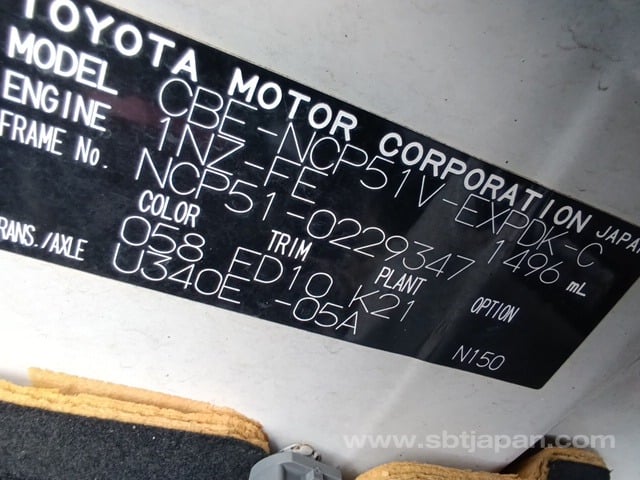 TOYOTA MOTOR CORPORATION JAPAN
MODEL CBE-NCP51V-EXPDK-C
ENGINE 1NZ-FE 1496 mL
FRAME No. NCP51-0229347
COLOR TRIM PLANT OPTION
058 FD10 K21
TRANS./AXLE U340E -05A
N150
www.sbtjapan.com